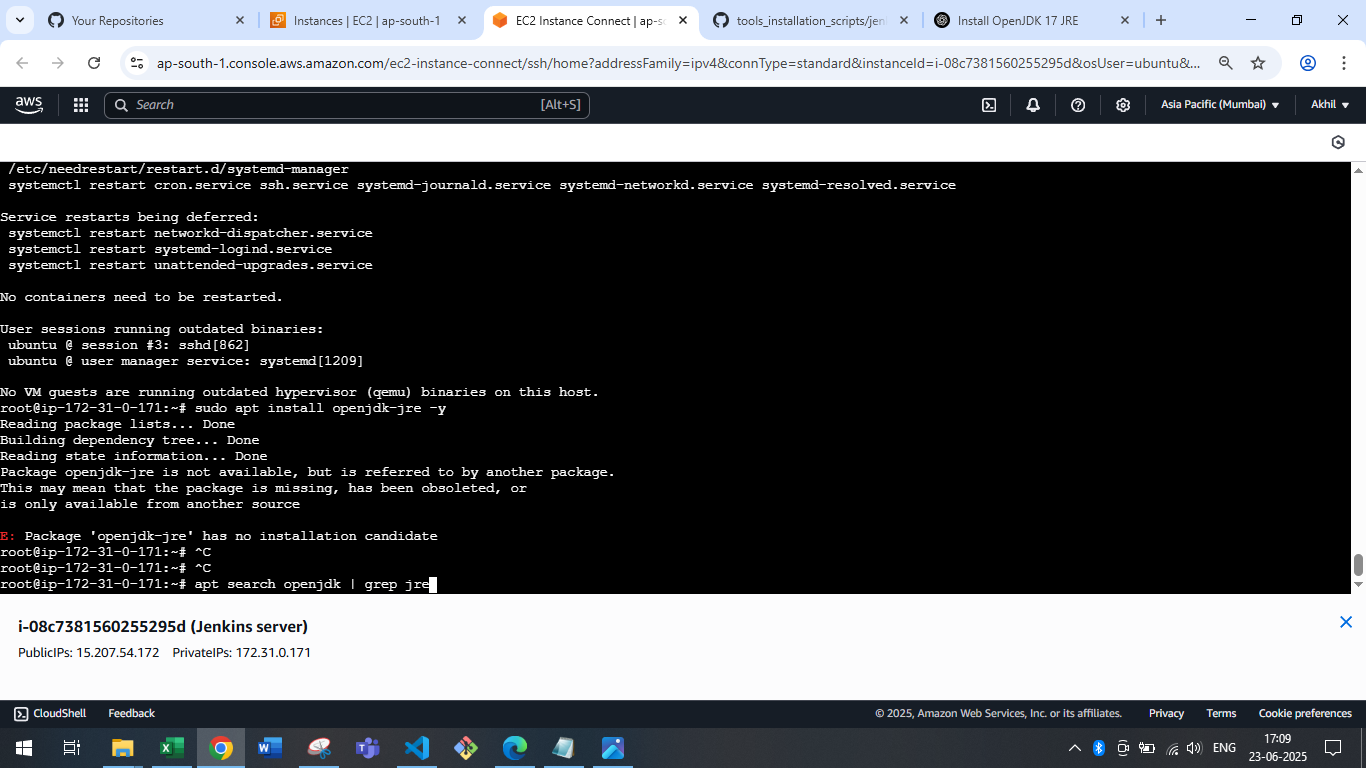 Your Repositories
Instances | EC2 | ap-south-1
EC2 Instance Connect | ap-s
tools_installation_scripts/jen
Install OpenJDK 17 JRE
ap-south-1.console.aws.amazon.com/ec2-instance-connect/ssh/home?addressFamily=ipv4&connType=standard&instanceId=i-08c7381560255295d&osUser=ubuntu&...
aws
Search
[Alt+S]
Asia Pacific (Mumbai)
Akhil
/etc/needrestart/restart.d/systemd-manager
systemctl restart cron.service ssh.service systemd-journald.service systemd-networkd.service systemd-resolved.service
Service restarts being deferred:
systemctl restart networkd-dispatcher.service
systemctl restart systemd-logind.service
systemctl restart unattended-upgrades.service
No containers need to be restarted.
User sessions running outdated binaries:
ubuntu @ session #3: sshd[862]
ubuntu @ user manager service: systemd[1209]
No VM guests are running outdated hypervisor (qemu) binaries on this host.
root@ip-172-31-0-171:~# sudo apt install openjdk-jre -y
Reading package lists... Done
Building dependency tree... Done
Reading state information... Done
Package openjdk-jre is not available, but is referred to by another package.
This may mean that the package is missing, has been obsoleted, or
is only available from another source
E: Package 'openjdk-jre' has no installation candidate
root@ip-172-31-0-171:~# ^C
root@ip-172-31-0-171:~# ^C
root@ip-172-31-0-171:~# apt search openjdk | grep jre
i-08c7381560255295d (Jenkins server)
PublicIPs: 15.207.54.172 PrivateIPs: 172.31.0.171
CloudShell
Feedback
© 2025, Amazon Web Services, Inc. or its affiliates.
Privacy
Terms
Cookie preferences
ENG
17:09
23-06-2025